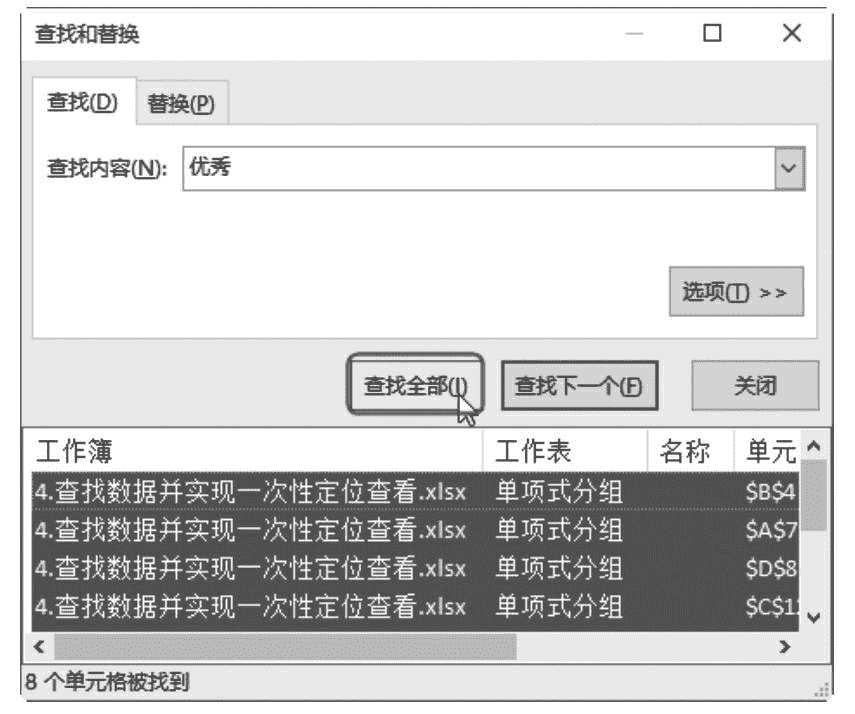 查找和替换
查找(D) 替换(P)
查找内容(N): 优秀
选项(T) >>
查找全部(I) 查找下一个(F) 关闭
工作簿 工作表 名称 单元
4.查找数据并实现一次性定位查看.xlsx 单项式分组 $B$4
4.查找数据并实现一次性定位查看.xlsx 单项式分组 $A$7
4.查找数据并实现一次性定位查看.xlsx 单项式分组 $D$8
4.查找数据并实现一次性定位查看.xlsx 单项式分组 $C$1
8 个单元格被找到